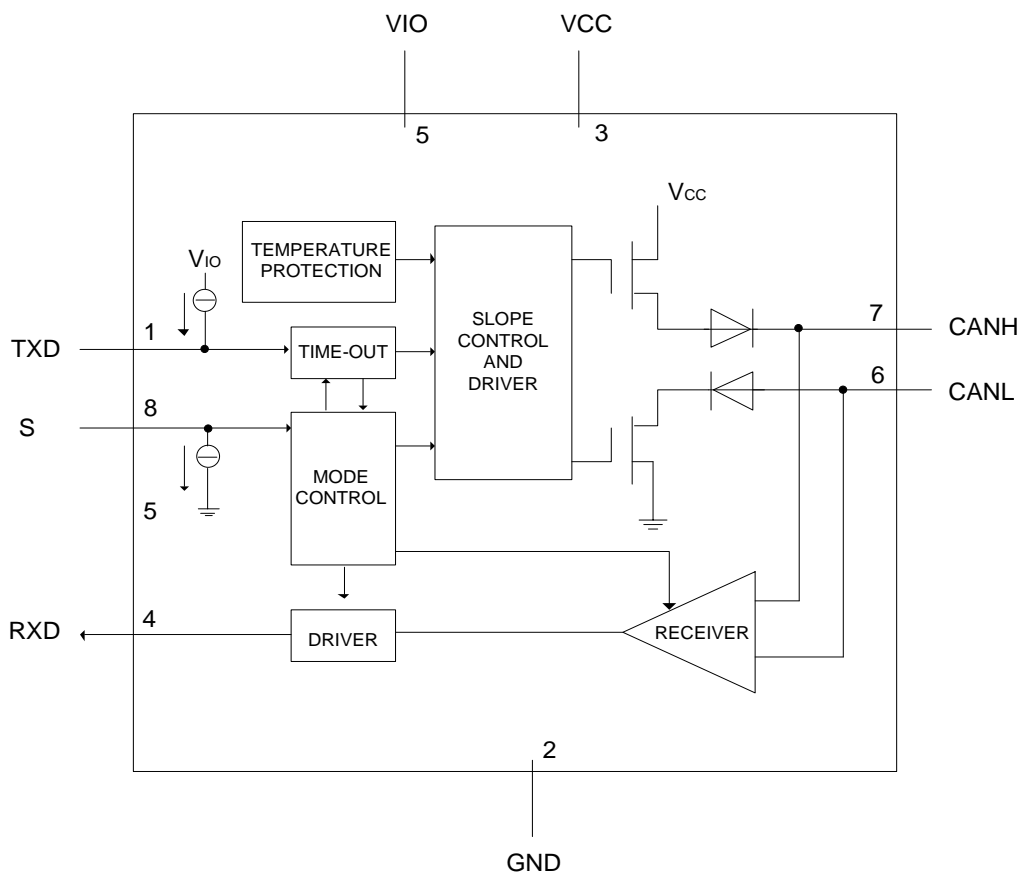 VIO
VCC
5
3
VCC
TEMPERATURE
PROTECTION
VIO
SLOPE
CONTROL
AND
DRIVER
1
7
TXD
CANH
TIME-OUT
6
CANL
8
S
MODE
CONTROL
5
4
RXD
DRIVER
RECEIVER
2
GND